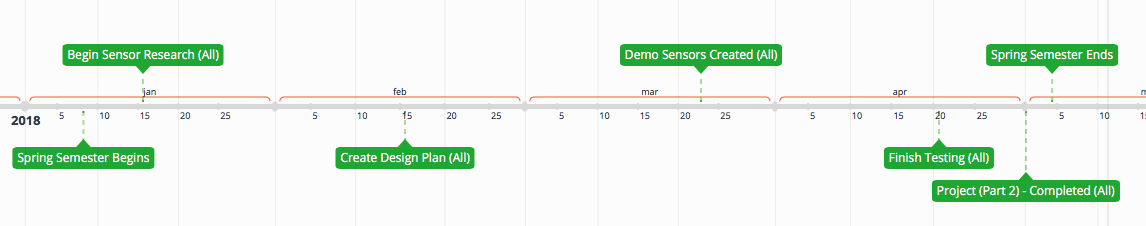 Begin Sensor Research (All)
Demo Sensors Created (All)
Spring Semester Ends
jan
feb
mar
apr
2018
5 10 15 20 25
5 10 15 20 25
5 10 15 20 25
5 10 15 20 25
5 10 15
Spring Semester Begins
Create Design Plan (All)
Finish Testing (All)
Project (Part 2) - Completed (All)